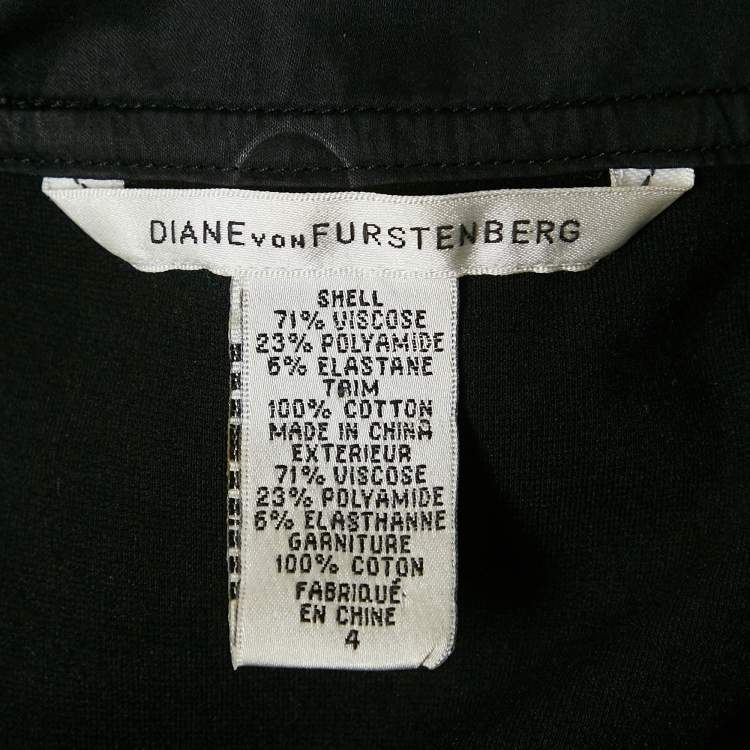 DIANE VON FURSTENBERG
SHELL
71% VISCOSE
23% POLYAMIDE
6% ELASTANE
TRIM
100% COTTON
MADE IN CHINA
EXTERIEUR
71% VISCOSE
23% POLYAMIDE
6% ELASTHANNE
GARNITURE
100% COTON
FABRIQUÉ
EN CHINE
4